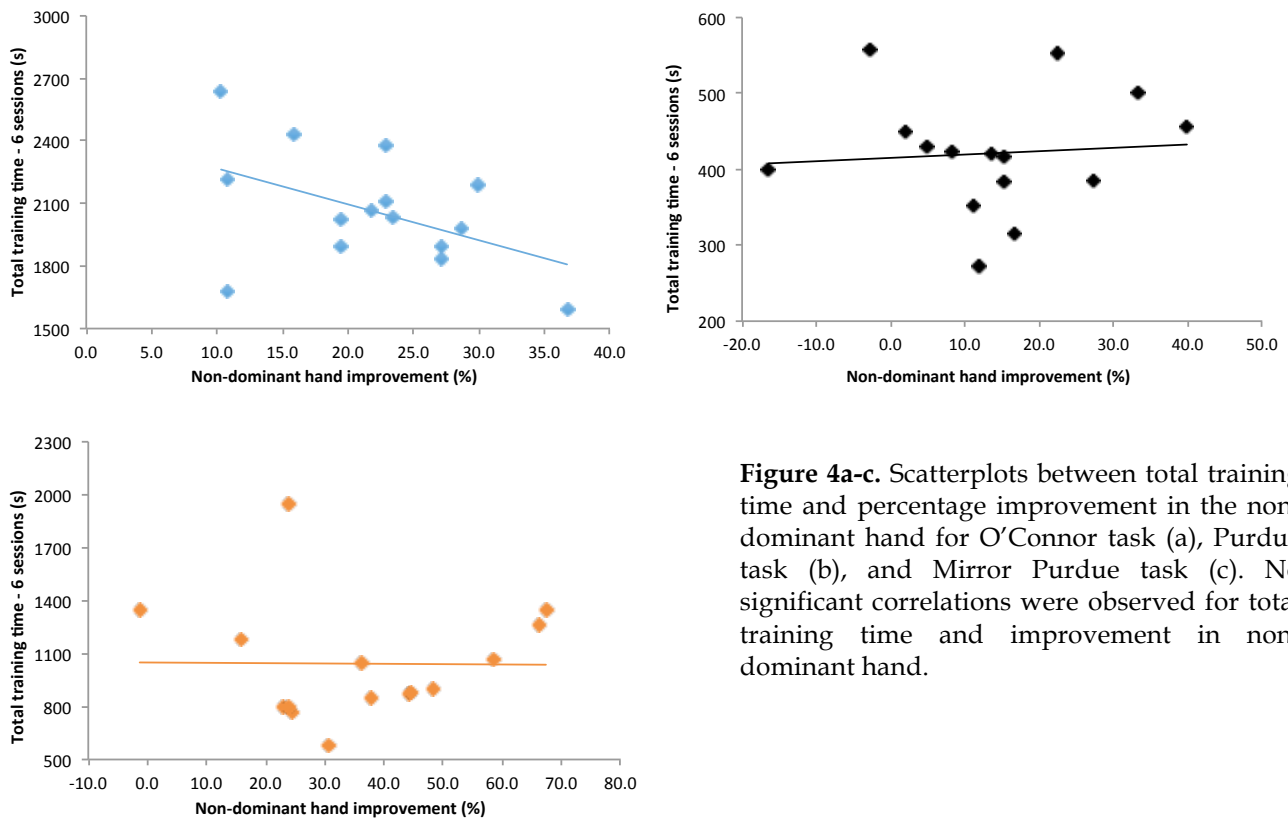 Total training time - 6 sessions (s)
3000
2700
2400
2100
1800
1500
0.0 5.0 10.0 15.0 20.0 25.0 30.0 35.0 40.0
Non-dominant hand improvement (%)
Total training time - 6 sessions (s)
600
500
400
300
200
-20.0 -10.0 0.0 10.0 20.0 30.0 40.0 50.0
Non-dominant hand improvement (%)
Total training time - 6 sessions (s)
2300
2000
1700
1400
1100
800
500
-10.0 0.0 10.0 20.0 30.0 40.0 50.0 60.0 70.0 80.0
Non-dominant hand improvement (%)
Figure 4a-c. Scatterplots between total training
time and percentage improvement in the non
dominant hand for O'Connor task (a), Purdu
task (b), and Mirror Purdue task (c). N
significant correlations were observed for tota
training time and improvement in non
dominant hand.